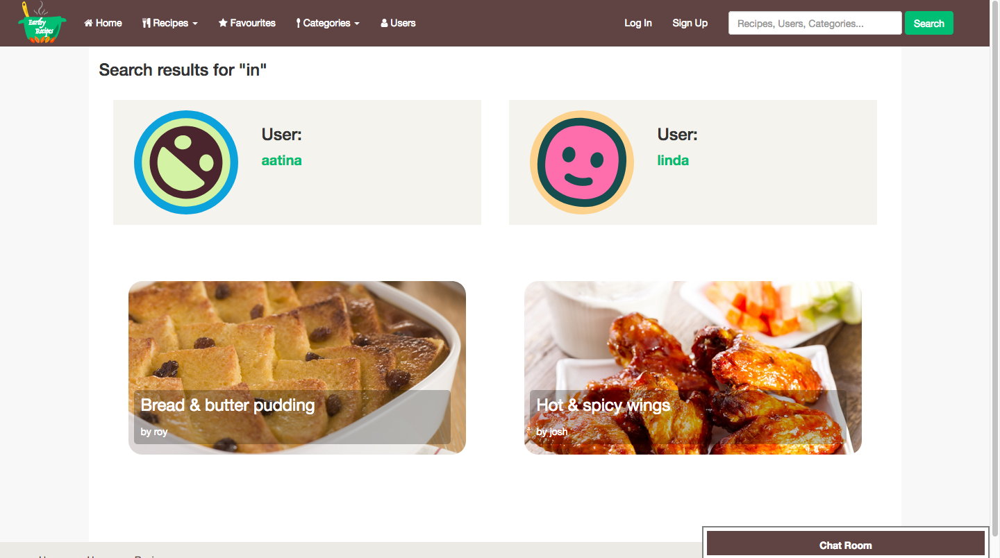 Earthy
Recipes
Home
Recipes
Favourites
Categories
Users
Log In
Sign Up
Recipes, Users, Categories...
Search
Search results for "in"
User:
aatina
User:
linda
Bread & butter pudding
by roy
Hot & spicy wings
by josh
Chat Room